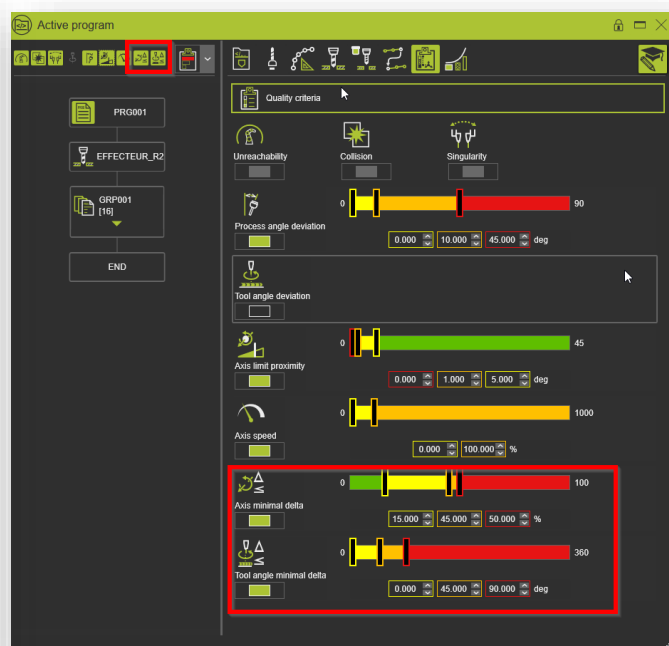 Active program
Quality criteria
PRG001
EFFECTEUR_R2
GRP001
[16]
END
Unreachability
Collision
Singularity
0
90
Process angle deviation
0.000
10.000
45.000 deg
Tool angle deviation
0
45
Axis limit proximity
0.000
1.000
5.000 deg
0
1000
Axis speed
0.000
100.000 %
0
100
Axis minimal delta
15.000
45.000
50.000 %
0
360
Tool angle minimal delta
0.000
45.000
90.000 deg